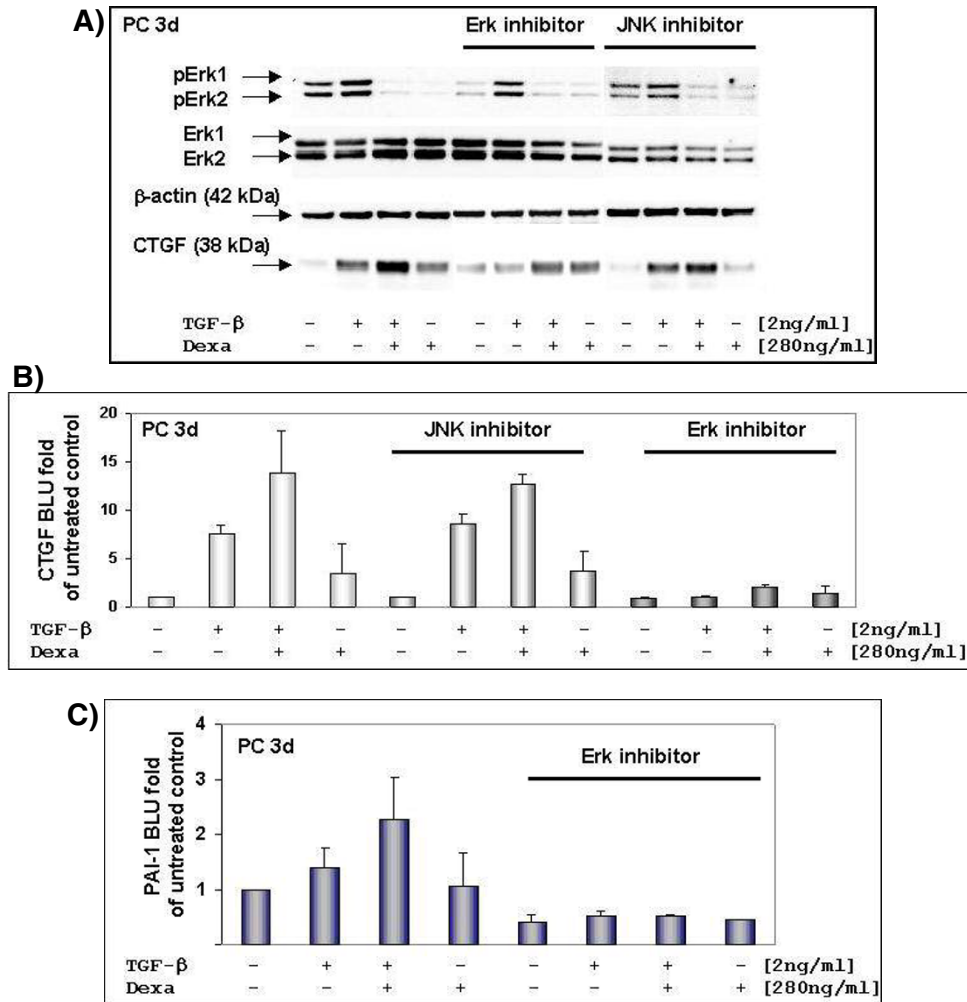 A)
PC 3d
Erk inhibitor
JNK inhibitor
pErk1
pErk2
Erk1
Erk2
β-actin (42 kDa)
CTGF (38 kDa)
TGF-β − + + − − + + − − + + − [2ng/ml]
Dexa − − + + − − + + − − + + [280ng/ml]
B)
CTGF BLU fold
of untreated control
20
15
10
5
0
PC 3d
JNK inhibitor
Erk inhibitor
TGF-β − + + − − + + − − + + − [2ng/ml]
Dexa − − + + − − + + − − + + [280ng/ml]
C)
PAI-1 BLU fold
of untreated control
4
3
2
1
PC 3d
Erk inhibitor
TGF-β − + + − − + + − [2ng/ml]
Dexa − − + + − − + + [280ng/ml]